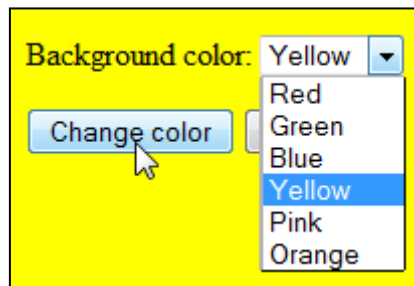 Background color: Yellow
Change color
Red
Green
Blue
Yellow
Pink
Orange